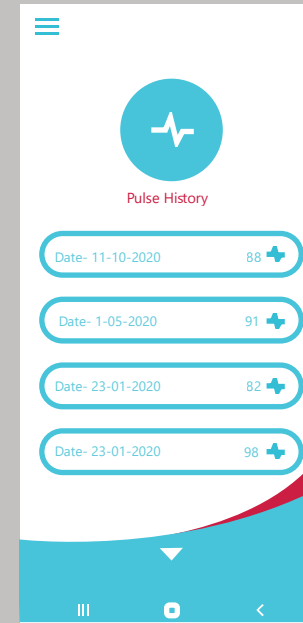 Pulse History
Date- 11-10-2020 88
Date- 1-05-2020 91
Date- 23-01-2020 82
Date- 23-01-2020 98